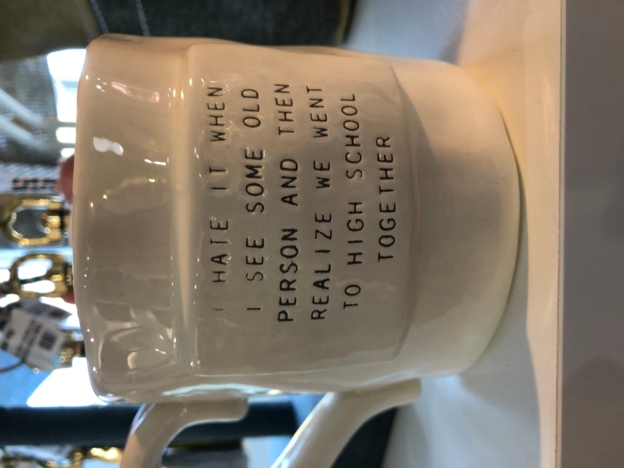 I HATE IT WHEN
I SEE SOME OLD
PERSON AND THEN
REALIZE WE WENT
TO HIGH SCHOOL
TOGETHER